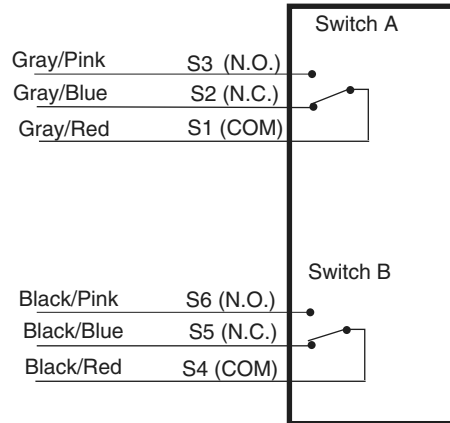 Switch A
Gray/Pink S3 (N.O.)
Gray/Blue S2 (N.C.)
Gray/Red S1 (COM)
Switch B
Black/Pink S6 (N.O.)
Black/Blue S5 (N.C.)
Black/Red S4 (COM)